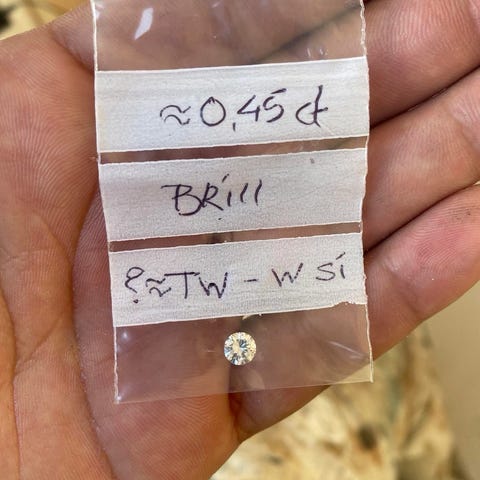 ≈0,45 ct
BRill
?≈TW - W Si